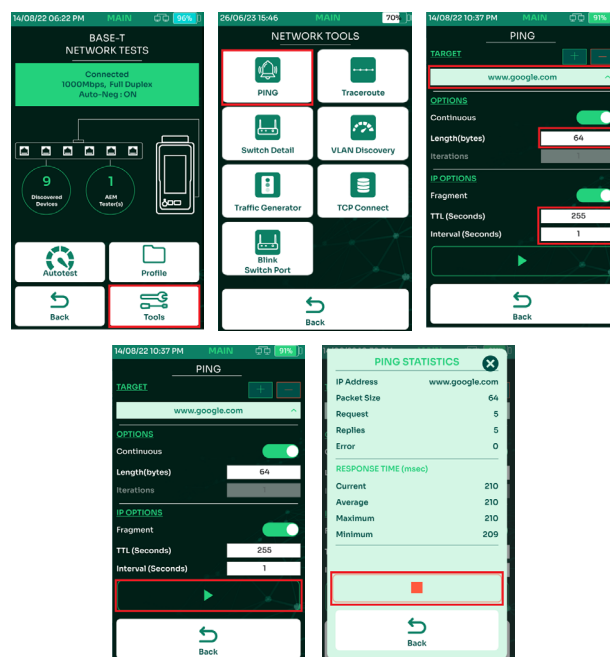 14/08/22 06:22 PM MAIN 96%
BASE-T
NETWORK TESTS
Connected
1000Mbps, Full Duplex
Auto-Neg : ON
9
Discovered
Devices
1
AEM
Tester(s)
Autotest
Profile
Back
Tools
26/06/23 15:46 MAIN 70%
NETWORK TOOLS
PING
Traceroute
Switch Detail
VLAN Discovery
Traffic Generator
TCP Connect
Blink
Switch Port
Back
14/08/22 10:37 PM MAIN 91%
PING
TARGET + −
www.google.com
OPTIONS
Continuous
Length(bytes) 64
Iterations 1
IP OPTIONS
Fragment
TTL (Seconds) 255
Interval (Seconds) 1
Back
14/08/22 10:37 PM MAIN 91%
PING
TARGET + −
www.google.com
OPTIONS
Continuous
Length(bytes) 64
Iterations
IP OPTIONS
Fragment
TTL (Seconds) 255
Interval (Seconds) 1
Back
PING STATISTICS
IP Address www.google.com
Packet Size 64
Request 5
Replies 5
Error 0
RESPONSE TIME (msec)
Current 210
Average 210
Maximum 210
Minimum 209
Back